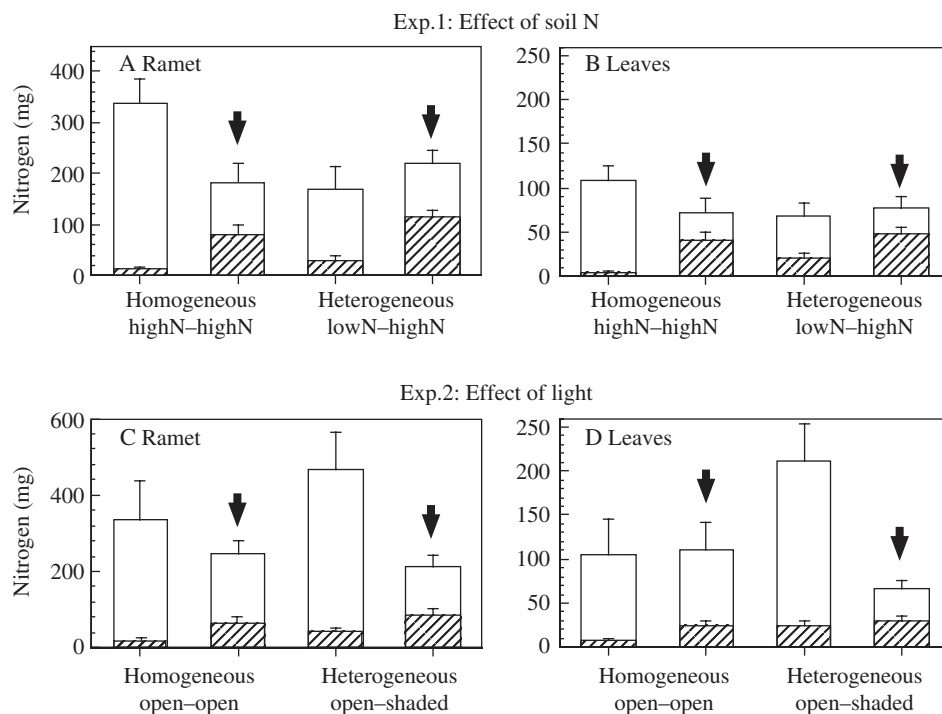 Exp.1: Effect of soil N
A Ramet
Nitrogen (mg)
400
300
200
100
0
Homogeneous
highN–highN
Heterogeneous
lowN–highN
B Leaves
250
200
150
100
50
0
Homogeneous
highN–highN
Heterogeneous
lowN–highN
Exp.2: Effect of light
C Ramet
Nitrogen (mg)
600
400
200
0
Homogeneous
open–open
Heterogeneous
open–shaded
D Leaves
250
200
150
100
50
0
Homogeneous
open–open
Heterogeneous
open–shaded